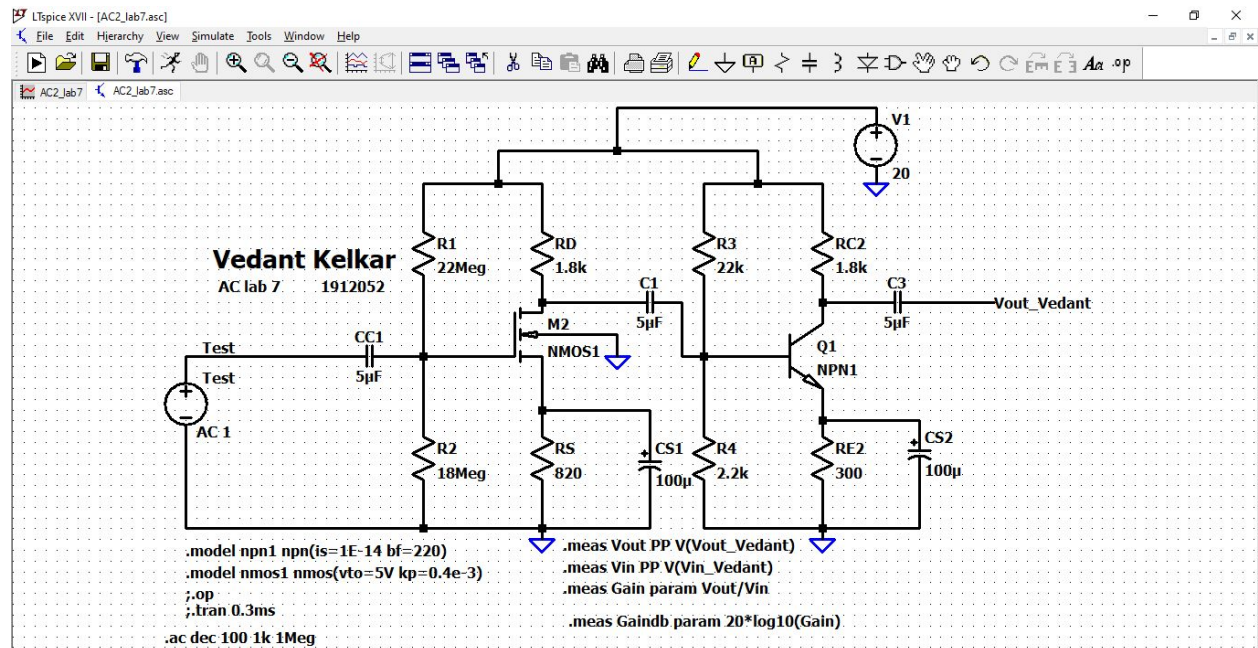 LTspice XVII - [AC2_lab7.asc]
File Edit Hierarchy View Simulate Tools Window Help
AC2_lab7 AC2_lab7.asc
V1
20
R1
22Meg
RD
1.8k
R3
22k
RC2
1.8k
Vedant Kelkar
AC lab 7 1912052
C1
5µF
C3
5µF
Vout_Vedant
M2
NMOS1
Q1
NPN1
CC1
5µF
Test
Test
AC 1
R2
18Meg
RS
820
CS1
100µ
R4
2.2k
RE2
300
CS2
100µ
.model npn1 npn(is=1E-14 bf=220)
.model nmos1 nmos(vto=5V kp=0.4e-3)
;.op
;.tran 0.3ms
.ac dec 100 1k 1Meg
.meas Vout PP V(Vout_Vedant)
.meas Vin PP V(Vin_Vedant)
.meas Gain param Vout/Vin
.meas Gaindb param 20*log10(Gain)